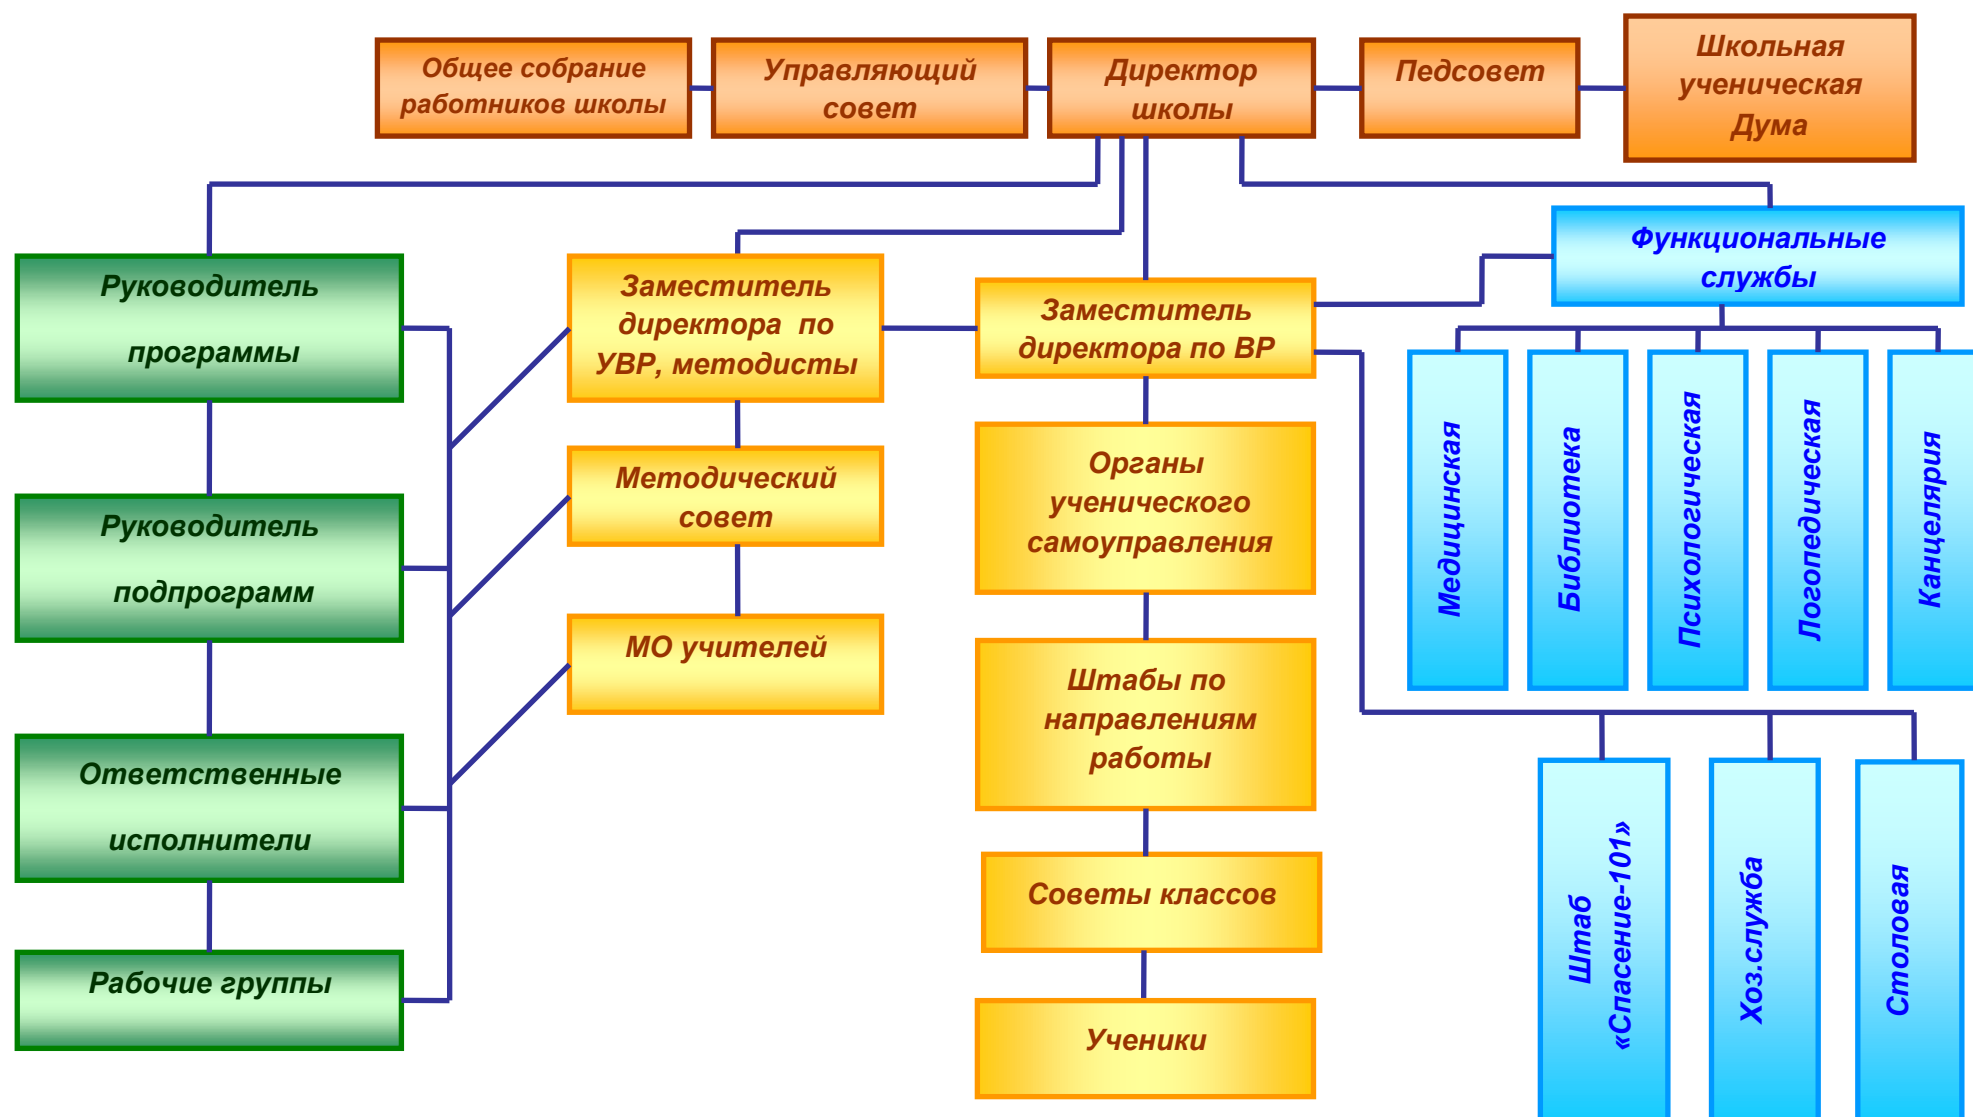 Общее собрание
работников школы
Управляющий
совет
Директор
школы
Педсовет
Школьная
ученическая
Дума
Руководитель
программы
Заместитель
директора по
УВР, методисты
Заместитель
директора по ВР
Функциональные
службы
Руководитель
подпрограмм
Методический
совет
Органы
ученического
самоуправления
Медицинская
Библиотека
Психологическая
Логопедическая
Канцелярия
МО учителей
Штабы по
направлениям
работы
Ответственные
исполнители
Советы классов
Штаб
«Спасение-101»
Хоз.служба
Столовая
Рабочие группы
Ученики